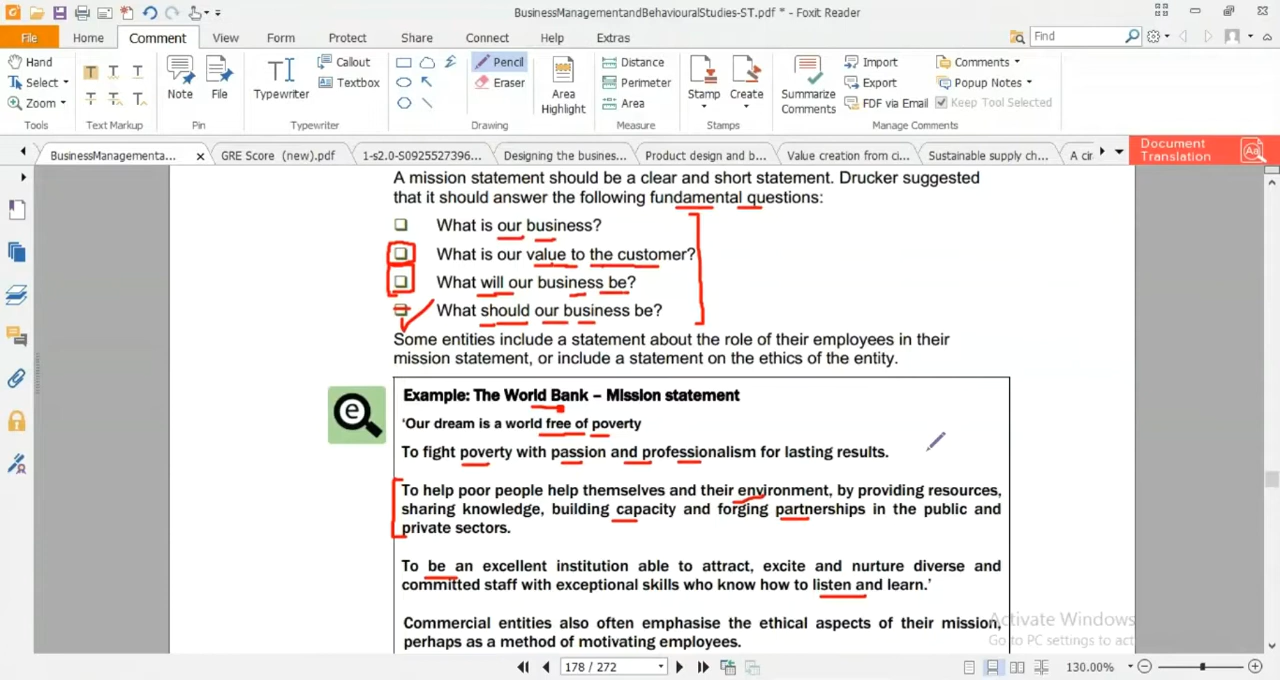 BusinessManagementandBehaviouralStudies-ST.pdf * - Foxit Reader
File Home Comment View Form Protect Share Connect Help Extras Find
Hand
Select
Zoom
Tools
Text Markup
Note
File
Pin
Typewriter
Callout
Textbox
Typewriter
Pencil
Eraser
Area
Highlight
Drawing
Distance
Perimeter
Area
Measure
Stamp
Create
Stamps
Summarize
Comments
Import
Export
FDF via Email
Comments
Popup Notes
Keep Tool Selected
Manage Comments
BusinessManagementa... x GRE Score (new).pdf 1-s2.0-S0925527396... Designing the busines... Product design and b... Value creation from ci... Sustainable supply ch... A cir
Document
Translation
A mission statement should be a clear and short statement. Drucker suggested
that it should answer the following fundamental questions:
What is our business?
What is our value to the customer?
What will our business be?
What should our business be?
Some entities include a statement about the role of their employees in their
mission statement, or include a statement on the ethics of the entity.
e
Example: The World Bank – Mission statement
‘Our dream is a world free of poverty
To fight poverty with passion and professionalism for lasting results.
To help poor people help themselves and their environment, by providing resources,
sharing knowledge, building capacity and forging partnerships in the public and
private sectors.
To be an excellent institution able to attract, excite and nurture diverse and
committed staff with exceptional skills who know how to listen and learn.’
Commercial entities also often emphasise the ethical aspects of their mission,
perhaps as a method of motivating employees.
Activate Windows
Go to PC settings to act
178 / 272
130.00%